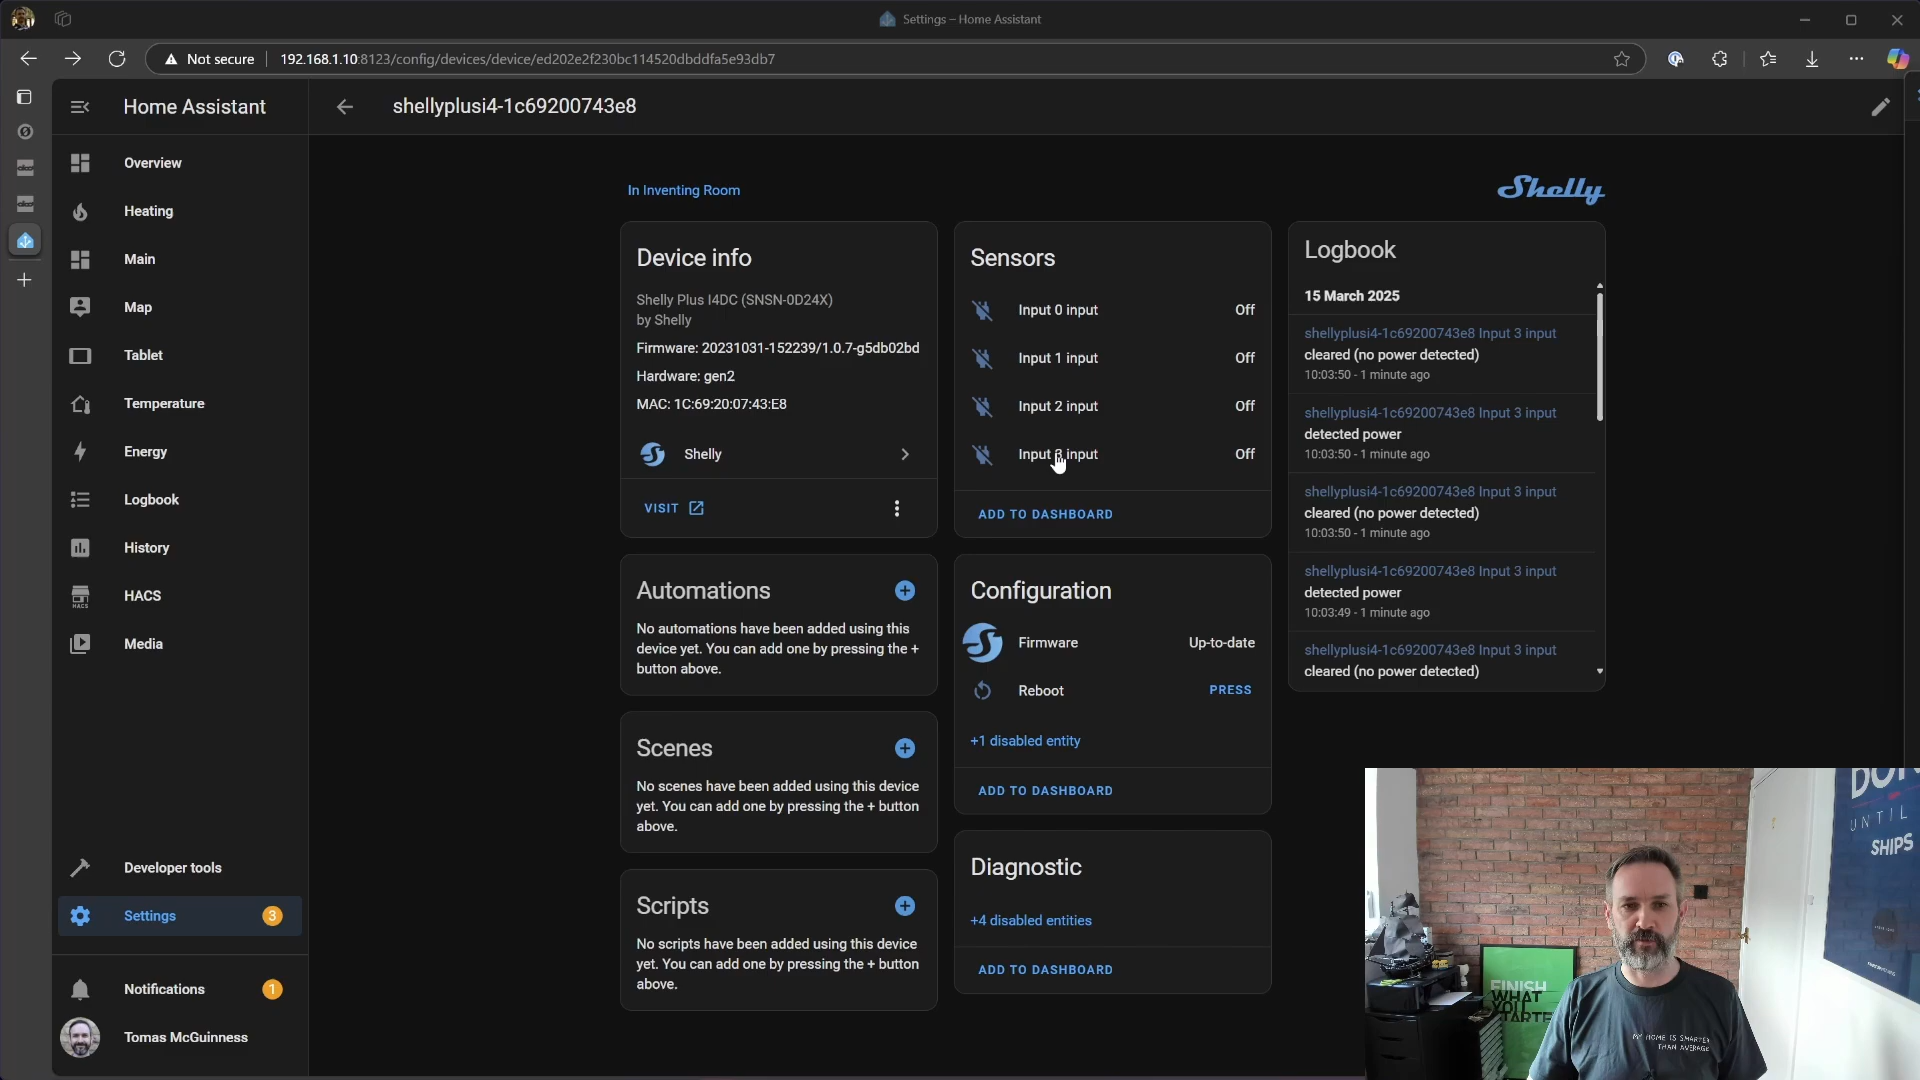 Settings – Home Assistant
Not secure
192.168.1.10:8123/config/devices/device/ed202e2f230bc114520dbddfa5e93db7
Home Assistant
shellyplusi4-1c69200743e8
Overview
Heating
Main
Map
Tablet
Temperature
Energy
Logbook
History
HACS
HACS
Media
Developer tools
Settings
3
Notifications
1
Tomas McGuinness
In Inventing Room
Shelly
Device info
Shelly Plus I4DC (SNSN-0D24X)
by Shelly
Firmware: 20231031-152239/1.0.7-g5db02bd
Hardware: gen2
MAC: 1C:69:20:07:43:E8
Shelly
VISIT
Automations
No automations have been added using this
device yet. You can add one by pressing the +
button above.
Scenes
No scenes have been added using this device
yet. You can add one by pressing the + button
above.
Scripts
No scripts have been added using this device
yet. You can add one by pressing the + button
above.
Sensors
Input 0 input Off
Input 1 input Off
Input 2 input Off
Input 3 input Off
ADD TO DASHBOARD
Configuration
Firmware Up-to-date
Reboot PRESS
+1 disabled entity
ADD TO DASHBOARD
Diagnostic
+4 disabled entities
ADD TO DASHBOARD
Logbook
15 March 2025
shellyplusi4-1c69200743e8 Input 3 input
cleared (no power detected)
10:03:50 - 1 minute ago
shellyplusi4-1c69200743e8 Input 3 input
detected power
10:03:50 - 1 minute ago
shellyplusi4-1c69200743e8 Input 3 input
cleared (no power detected)
10:03:50 - 1 minute ago
shellyplusi4-1c69200743e8 Input 3 input
detected power
10:03:49 - 1 minute ago
shellyplusi4-1c69200743e8 Input 3 input
cleared (no power detected)
UNTIL
SHIPS
FINISH
WHAT
YOU
MY HOME IS SMARTER
THAN AVERAGE